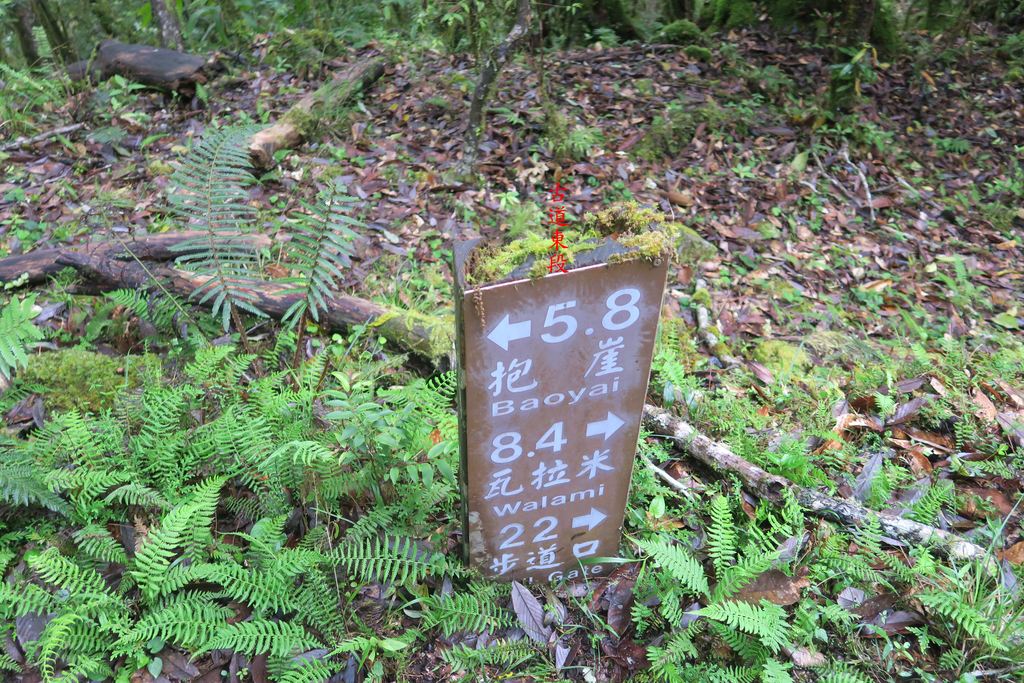 古道東段
← 5.8
抱崖
Baoyai
8.4 →
瓦拉米
Walami
22 →
步道口
Gate